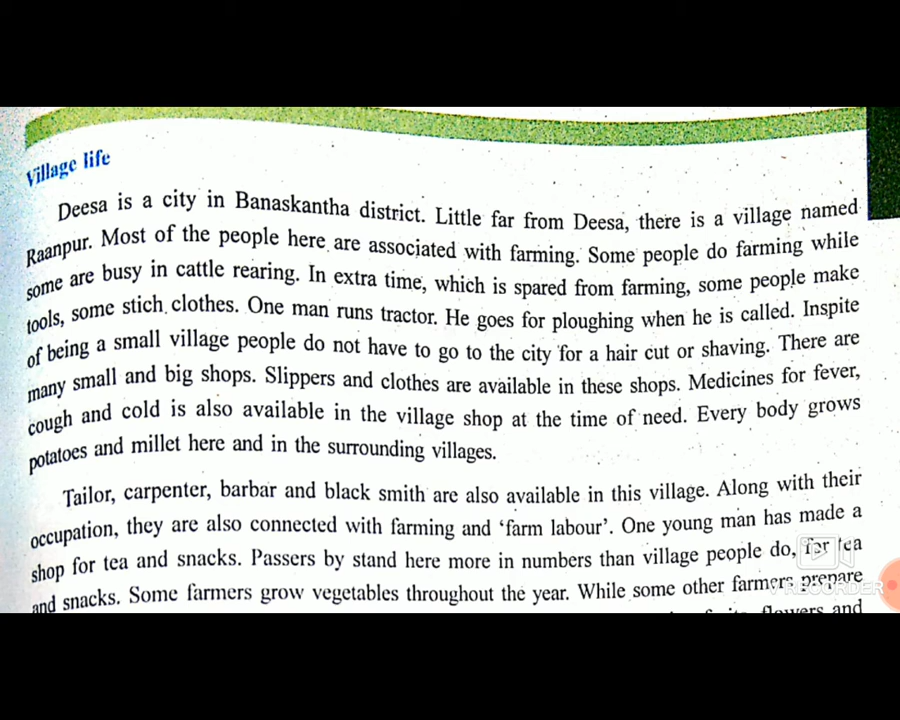 Village life
Deesa is a city in Banaskantha district. Little far from Deesa, there is a village named
Raanpur. Most of the people here are associated with farming. Some people do farming while
some are busy in cattle rearing. In extra time, which is spared from farming, some people make
tools, some stich clothes. One man runs tractor. He goes for ploughing when he is called. Inspite
of being a small village people do not have to go to the city for a hair cut or shaving. There are
many small and big shops. Slippers and clothes are available in these shops. Medicines for fever,
cough and cold is also available in the village shop at the time of need. Every body grows
potatoes and millet here and in the surrounding villages.
Tailor, carpenter, barbar and black smith are also available in this village. Along with their
occupation, they are also connected with farming and 'farm labour'. One young man has made a
shop for tea and snacks. Passers by stand here more in numbers than village people do, for tea
and snacks. Some farmers grow vegetables throughout the year. While some other farmers prepare
flowers and
V RECORDER